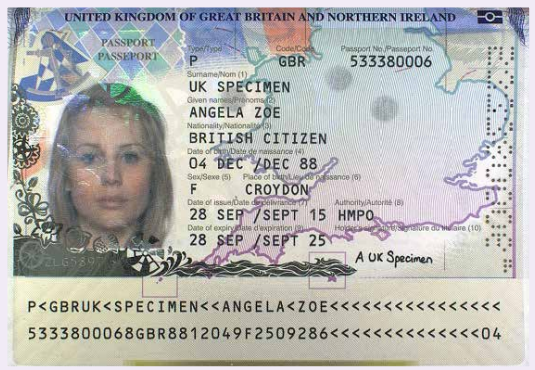 UNITED KINGDOM OF GREAT BRITAIN AND NORTHERN IRELAND
PASSPORT
PASSEPORT
Type/Type Code/Code Passport No./Passeport No.
P GBR 533380006
Surname/Nom (1)
UK SPECIMEN
Given names/Prénoms (2)
ANGELA ZOE
Nationality/Nationalité (3)
BRITISH CITIZEN
Date of birth/Date de naissance (4)
04 DEC /DEC 88
Sex/Sexe (5) Place of birth/Lieu de naissance (6)
F CROYDON
Date of issue/Date de délivrance (7) Authority/Autorité (8)
28 SEP /SEPT 15 HMPO
Date of expiry/Date d'expiration (9) Holder's signature/Signature du titulaire (10)
28 SEP /SEPT 25
A UK Specimen
P<GBRUK<SPECIMEN<<ANGELA<ZOE<<<<<<<<<<<<<<<<
5333800068GBR8812049F2509286<<<<<<<<<<<<<<04